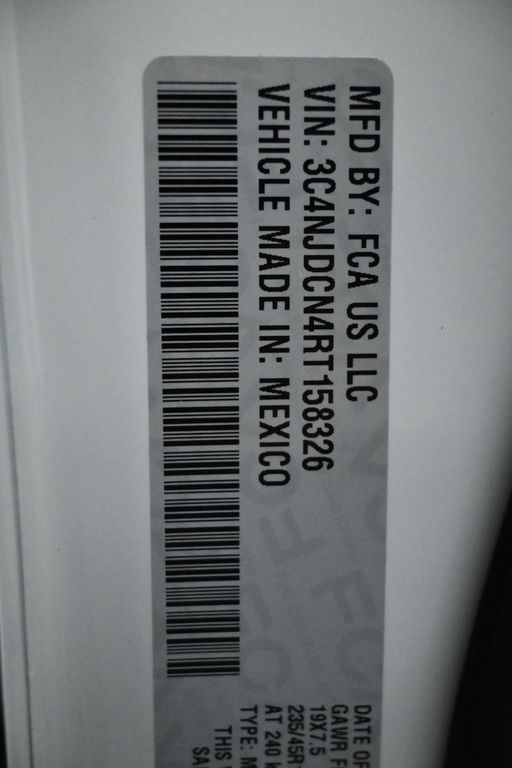 MFD BY: FCA US LLC
VIN: 3C4NJDCN4RT158326
VEHICLE MADE IN: MEXICO
DATE OF
GAWR F
19X7.5
235/45R
AT 240
TYPE: M
THIS
SA